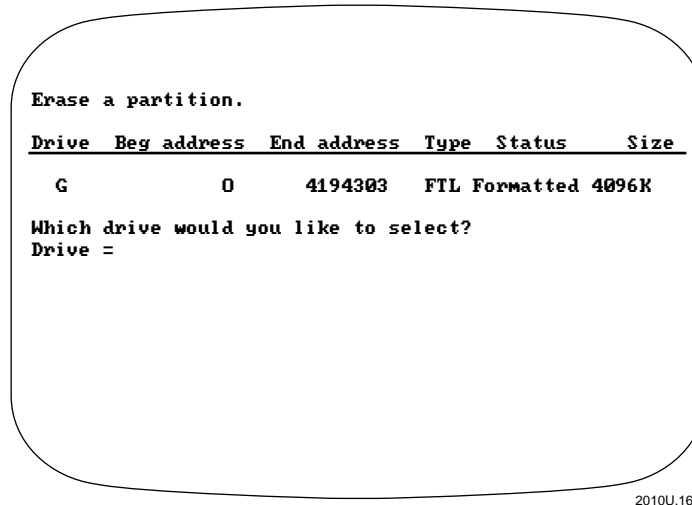 Erase a partition.
Drive Beg address End address Type Status Size
G 0 4194303 FTL Formatted 4096K
Which drive would you like to select?
Drive =
2010U.16